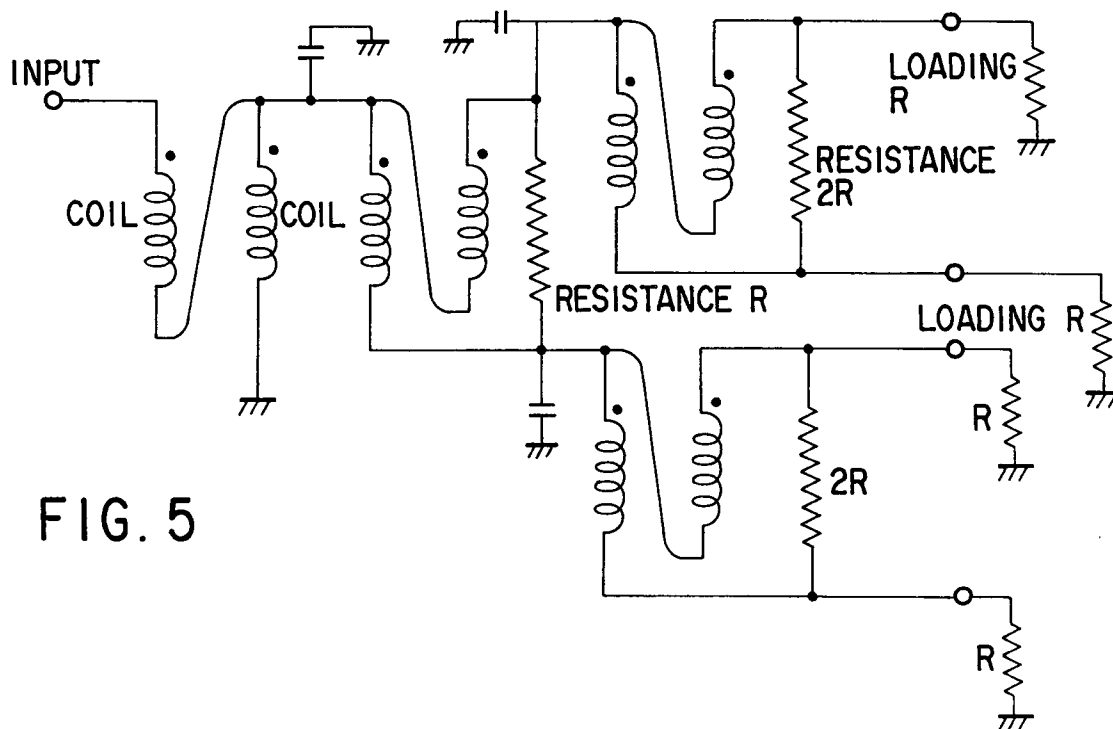 INPUT
COIL
COIL
RESISTANCE R
LOADING
R
RESISTANCE
2R
LOADING R
R
2R
R
FIG. 5